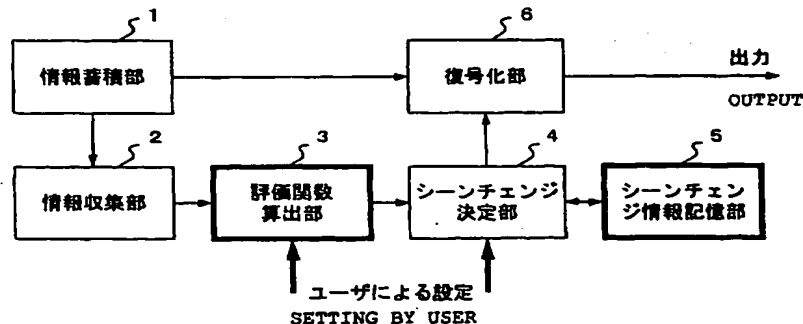 1
情報蓄積部
6
復号化部
出力
OUTPUT
2
情報収集部
3
評価関数
算出部
4
シーンチェンジ
決定部
5
シーンチェン
ジ情報記憶部
ユーザによる設定
SETTING BY USER